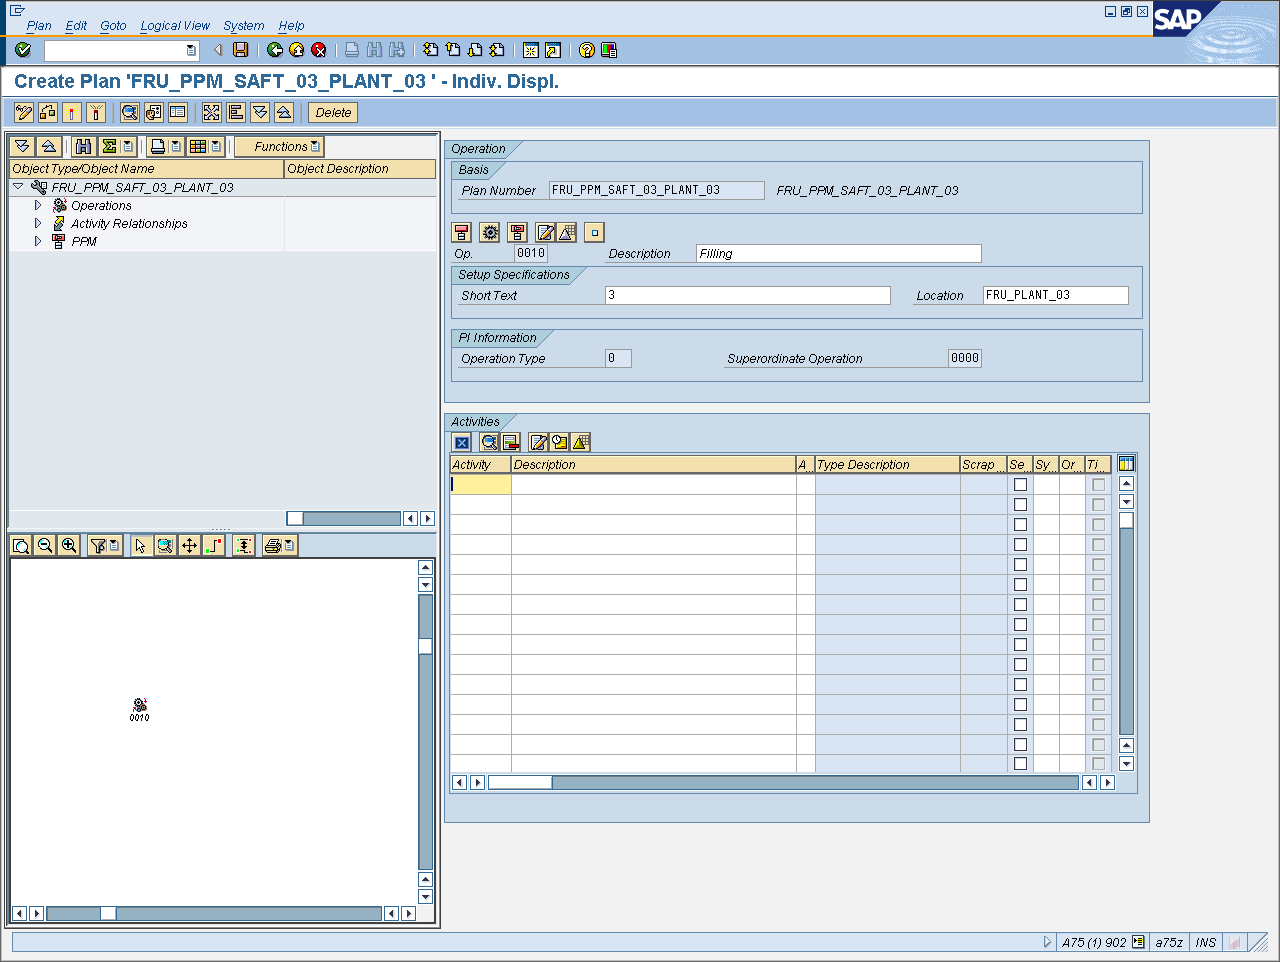 Plan Edit Goto Logical View System Help
SAP
Create Plan 'FRU_PPM_SAFT_03_PLANT_03 ' - Indiv. Displ.
Delete
Functions
Object Type/Object Name Object Description
FRU_PPM_SAFT_03_PLANT_03
Operations
Activity Relationships
PPM
0010
Operation
Basis
Plan Number FRU_PPM_SAFT_03_PLANT_03 FRU_PPM_SAFT_03_PLANT_03
Op. 0010 Description Filling
Setup Specifications
Short Text 3 Location FRU_PLANT_03
PI Information
Operation Type 0 Superordinate Operation 0000
Activities
Activity Description A.. Type Description Scrap ... Se... Sy... Or... Ti...
A75 (1) 902 a75z INS